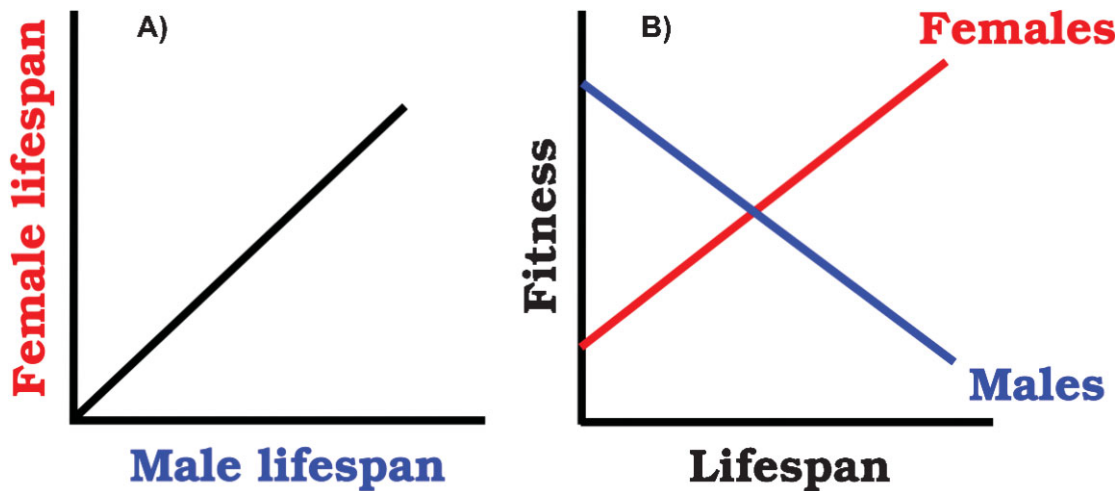 A)
Female lifespan
Male lifespan
B)
Females
Fitness
Males
Lifespan